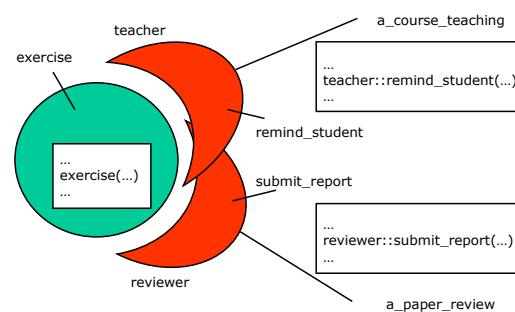 teacher
a_course_teaching
exercise
...
teacher::remind_student(...)
...
remind_student
...
exercise(...)
...
submit_report
...
reviewer::submit_report(...)
...
reviewer
a_paper_review